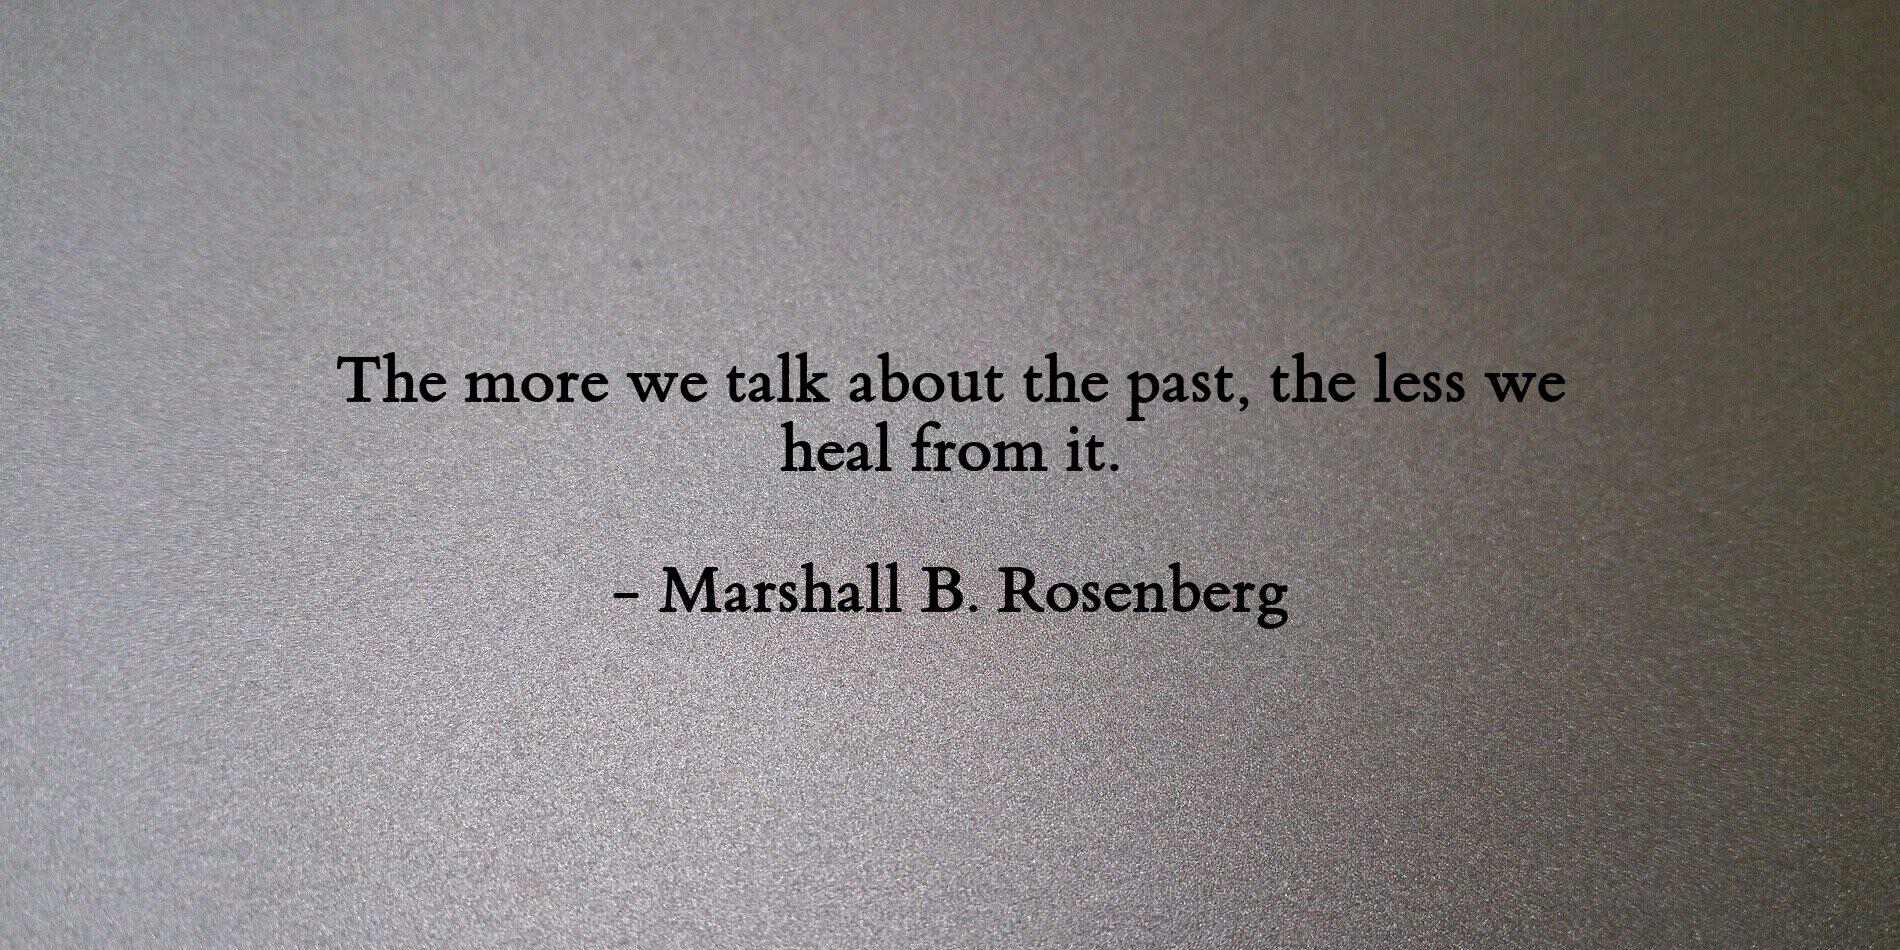 The more we talk about the past, the less we
heal from it.
– Marshall B. Rosenberg